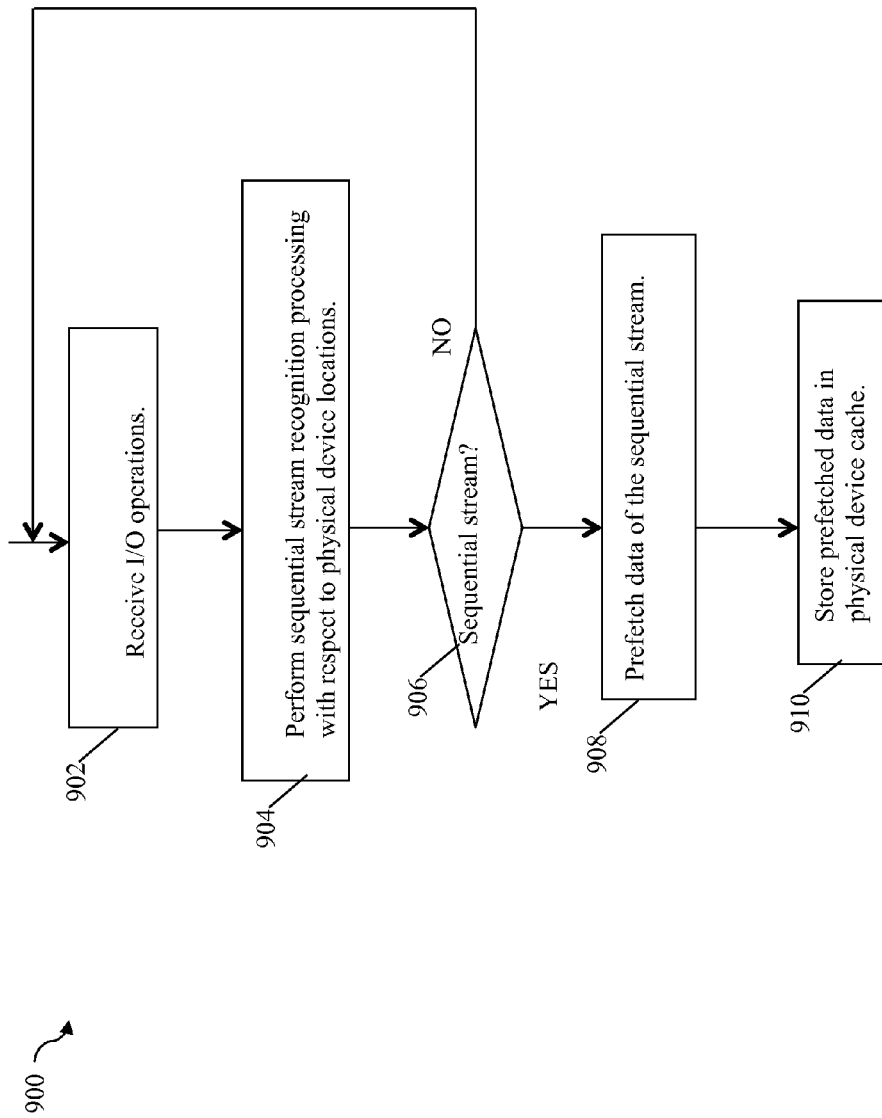 900
902
Receive I/O operations.
904
Perform sequential stream recognition processing
with respect to physical device locations.
906
Sequential stream?
NO
YES
908
Prefetch data of the sequential stream.
910
Store prefetched data in
physical device cache.